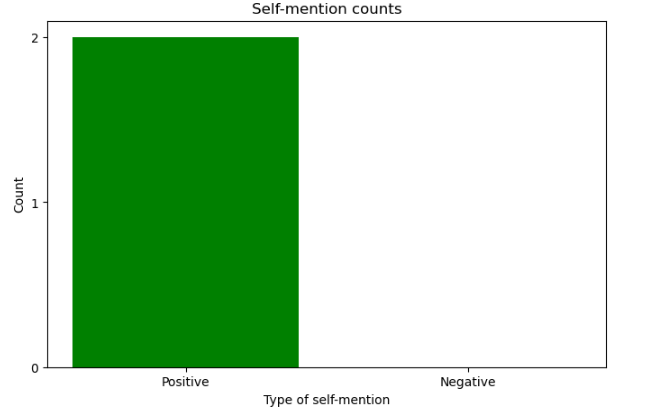 Self-mention counts
2
1
0
Count
Positive Negative
Type of self-mention